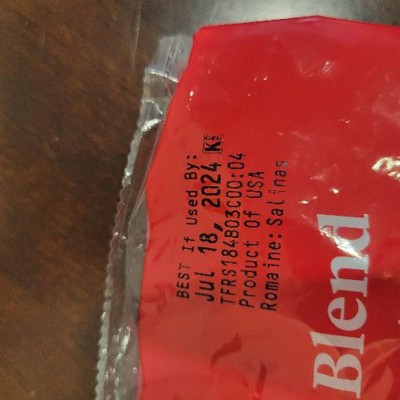 BEST If Used By:
Jul 18, 2024 K
TFRS184B03C00:04
Product Of USA
Romaine: Salinas
Blend